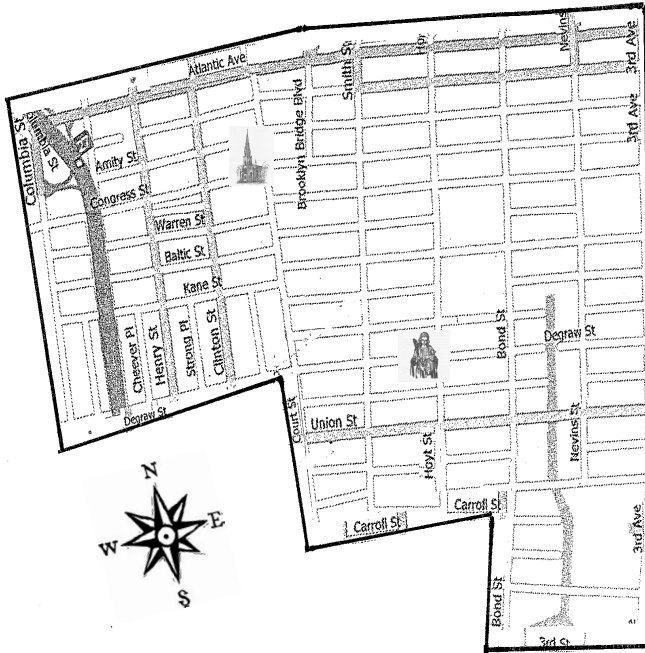 Atlantic Ave
Smith St
Nevins
3rd Ave
3rd Ave
Columbia St
Columbia St
Brooklyn Bridge Blvd
Amity St
Congress St
Warren St
Baltic St
Kane St
Cheever Pl
Henry St
Strong Pl
Clinton St
Bond St
Degraw St
Degraw St
Court St
Union St
Hoyt St
Nevins St
Carroll St
Carroll St
3rd Ave
Bond St
3rd St
N
W
E
S